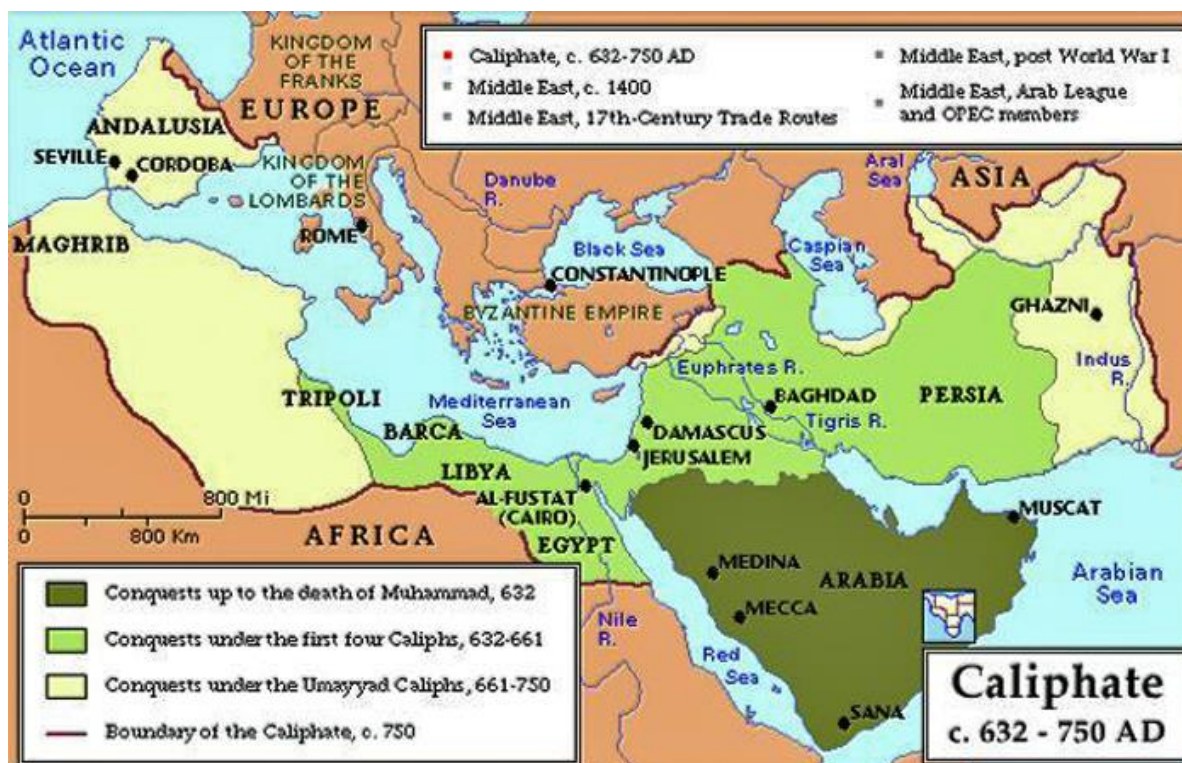 Atlantic
Ocean
KINGDOM
OF THE
FRANKS
EUROPE
ANDALUSIA
SEVILLE
CORDOBA
KINGDOM
OF THE
LOMBARDS
ROME
MAGHRIB
Caliphate, c. 632-750 AD
Middle East, c. 1400
Middle East, 17th-Century Trade Routes
Middle East, post World War I
Middle East, Arab League
and OPEC members
Danube
R.
Black Sea
CONSTANTINOPLE
BYZANTINE EMPIRE
Aral
Sea
ASIA
Caspian
Sea
GHAZNI
Indus
R.
Euphrates R.
BAGHDAD
Tigris R.
PERSIA
TRIPOLI
Mediterranean
Sea
BARCA
DAMASCUS
JERUSALEM
LIBYA
AL-FUSTAT
(CAIRO)
EGYPT
0 800 Mi
0 800 Km
AFRICA
MUSCAT
MEDINA
ARABIA
MECCA
Arabian
Sea
Nile
R.
Red
Sea
SANA
Conquests up to the death of Muhammad, 632
Conquests under the first four Caliphs, 632-661
Conquests under the Umayyad Caliphs, 661-750
Boundary of the Caliphate, c. 750
Caliphate
c. 632 - 750 AD